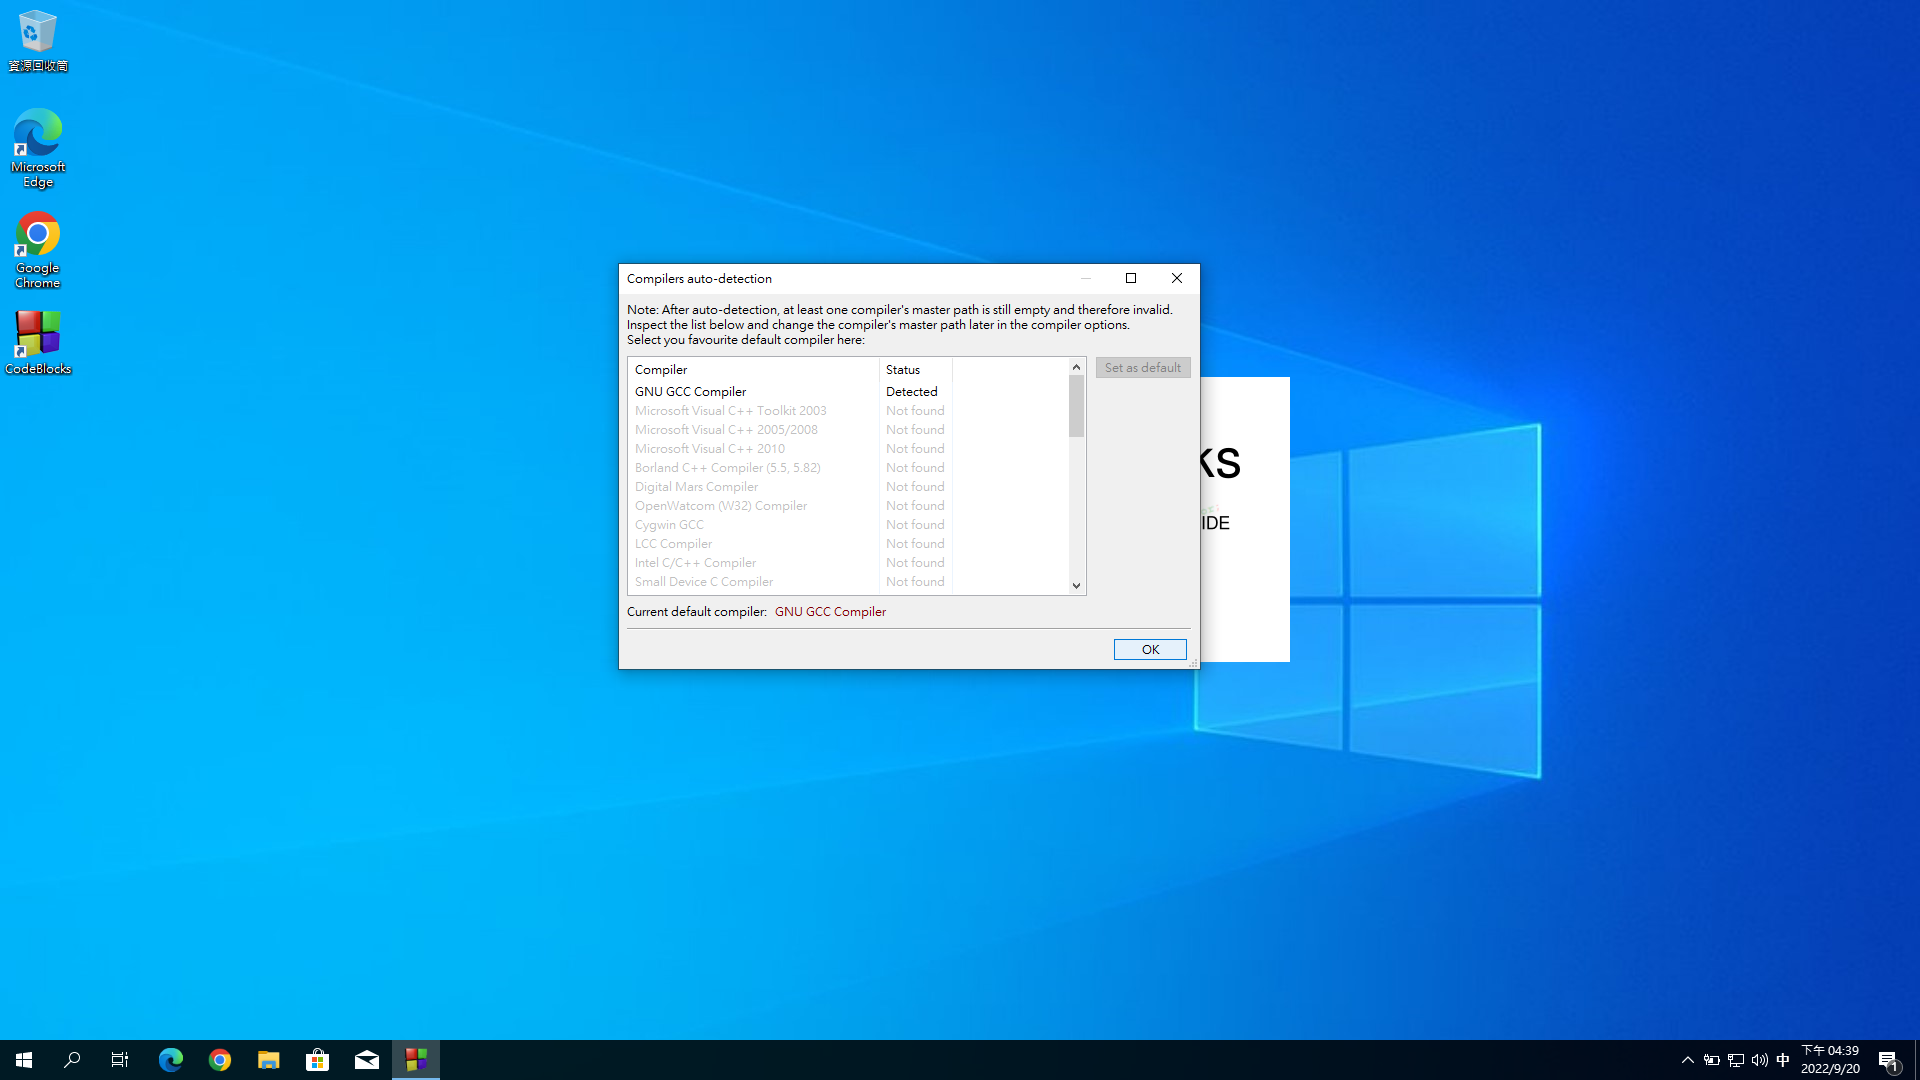 資源回收筒
Microsoft
Edge
Google
Chrome
CodeBlocks
Compilers auto-detection
Note: After auto-detection, at least one compiler's master path is still empty and therefore invalid.
Inspect the list below and change the compiler's master path later in the compiler options.
Select you favourite default compiler here:
Compiler Status
GNU GCC Compiler Detected
Microsoft Visual C++ Toolkit 2003 Not found
Microsoft Visual C++ 2005/2008 Not found
Microsoft Visual C++ 2010 Not found
Borland C++ Compiler (5.5, 5.82) Not found
Digital Mars Compiler Not found
OpenWatcom (W32) Compiler Not found
Cygwin GCC Not found
LCC Compiler Not found
Intel C/C++ Compiler Not found
Small Device C Compiler Not found
Set as default
Current default compiler: GNU GCC Compiler
OK
ks
IDE
中
下午 04:39
2022/9/20
1